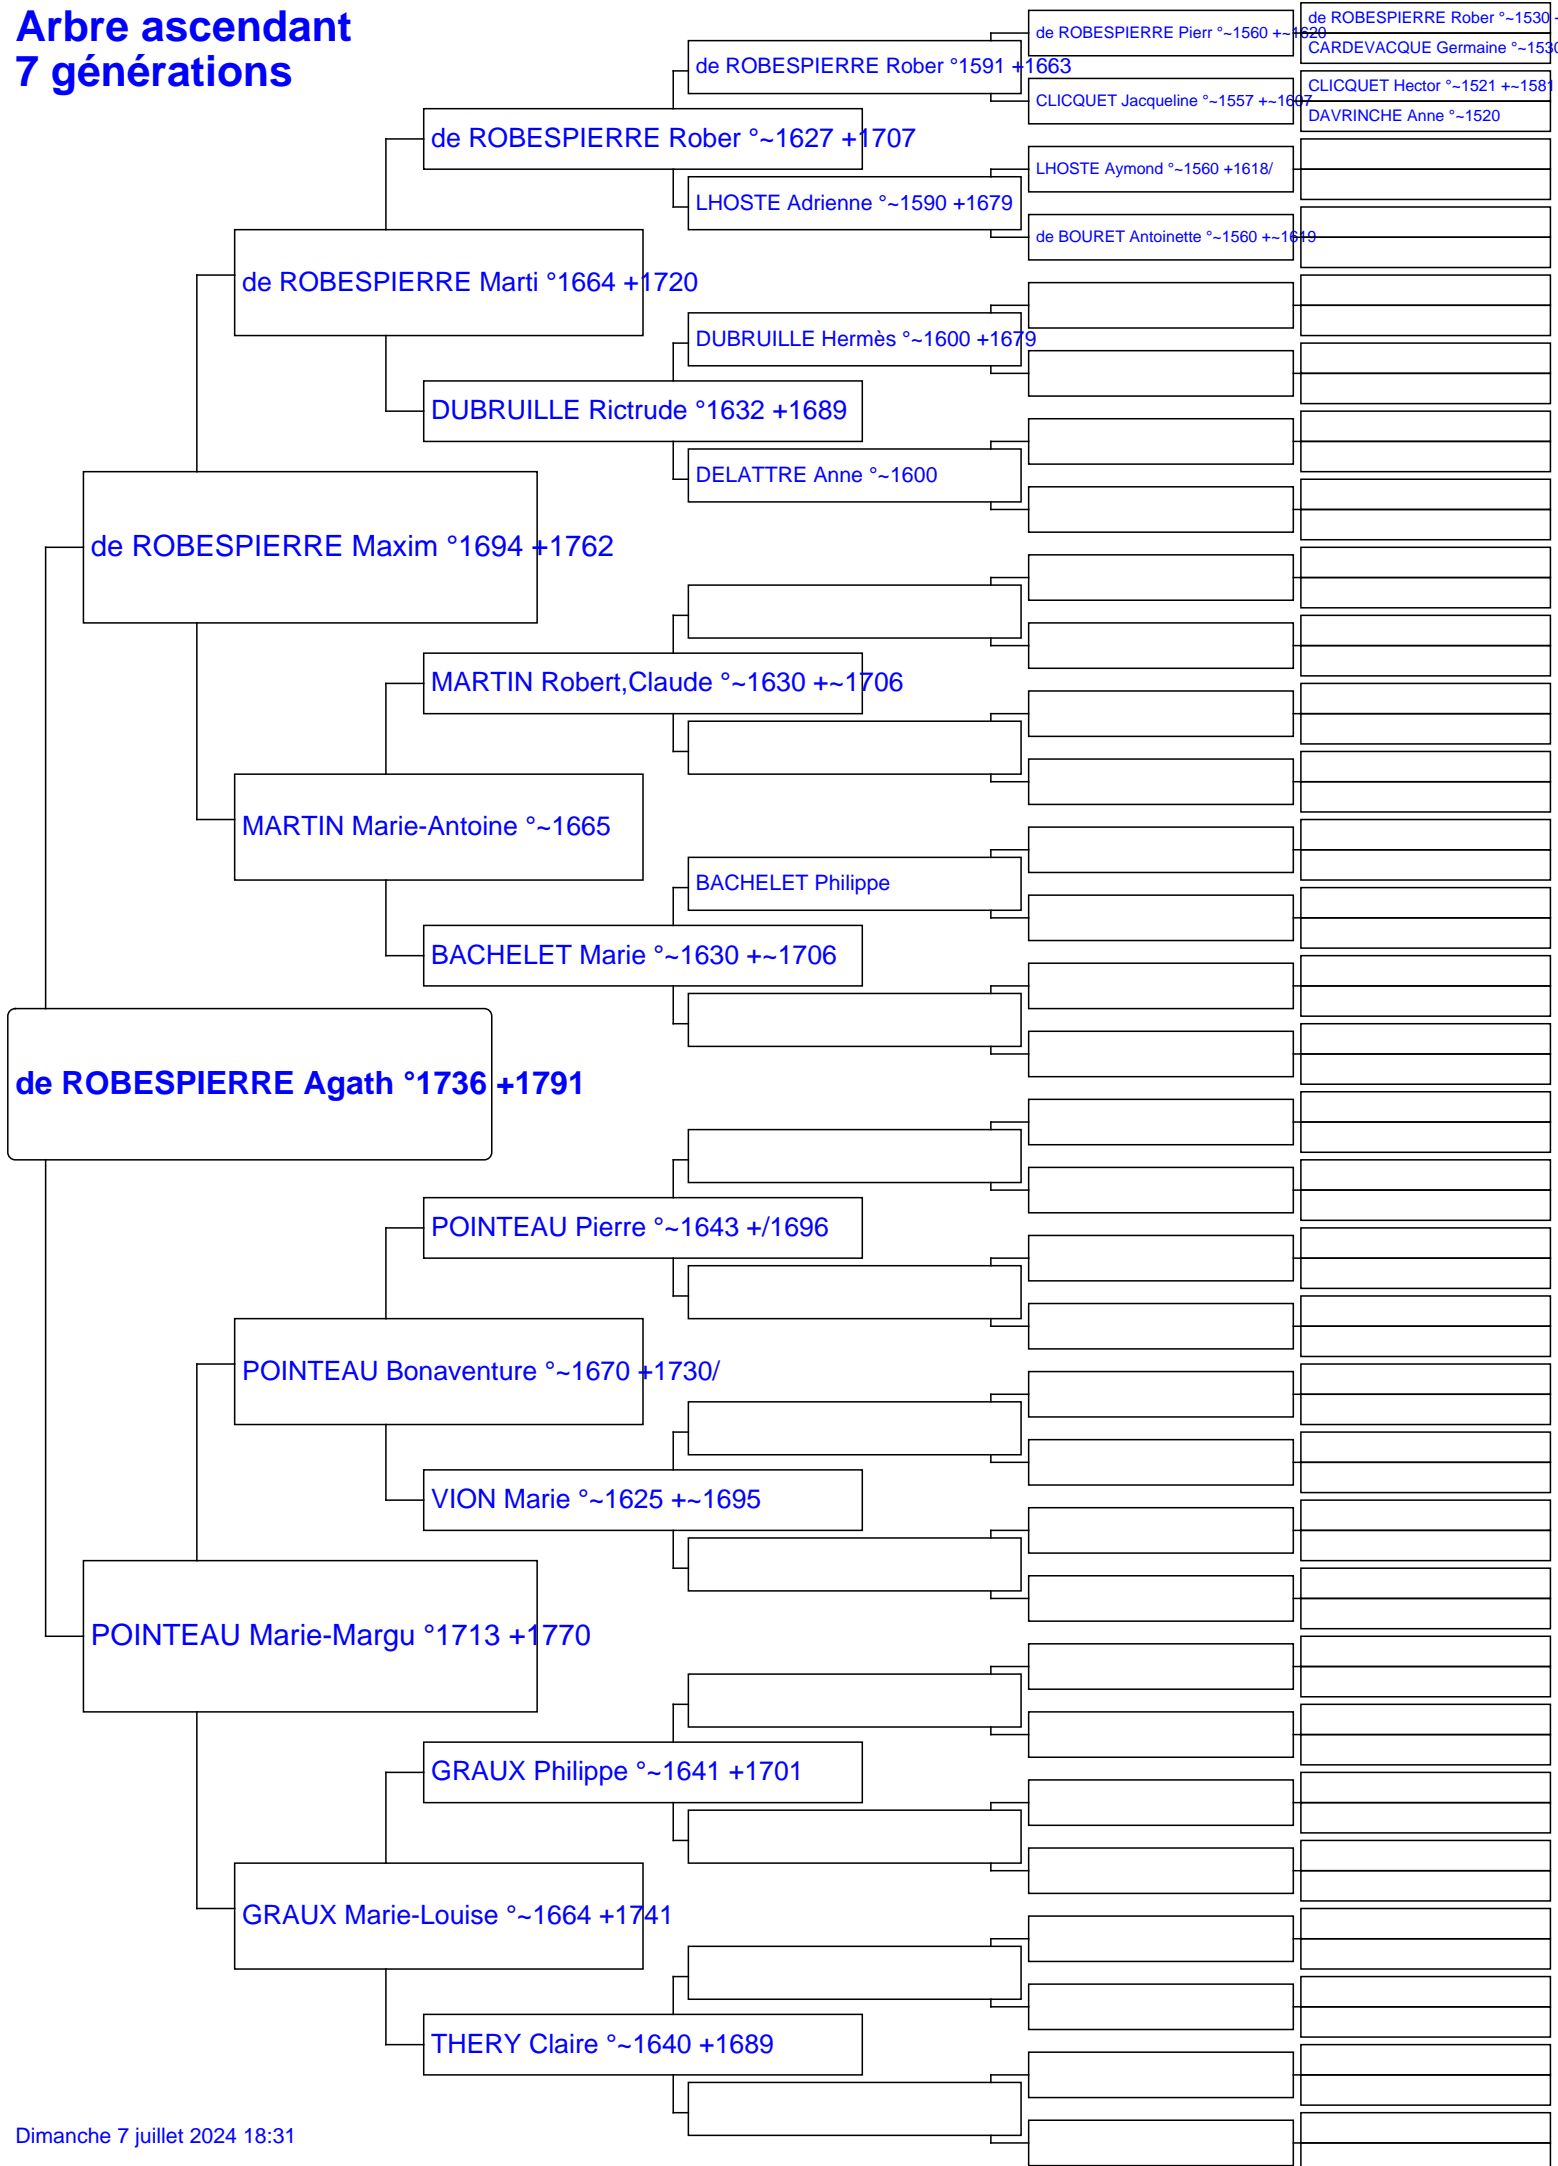 Arbre ascendant
7 générations
de ROBESPIERRE Rober °~1530 +
de ROBESPIERRE Pierr °~1560 +~1620
CARDEVACQUE Germaine °~1530
de ROBESPIERRE Rober °1591 +1663
CLICQUET Hector °~1521 +~1581
CLICQUET Jacqueline °~1557 +~1607
DAVRINCHE Anne °~1520
de ROBESPIERRE Rober °~1627 +1707
LHOSTE Aymond °~1560 +1618/
LHOSTE Adrienne °~1590 +1679
de BOURET Antoinette °~1560 +~1619
de ROBESPIERRE Marti °1664 +1720
DUBRUILLE Hermès °~1600 +1679
DUBRUILLE Rictrude °1632 +1689
DELATTRE Anne °~1600
de ROBESPIERRE Maxim °1694 +1762
MARTIN Robert,Claude °~1630 +~1706
MARTIN Marie-Antoine °~1665
BACHELET Philippe
BACHELET Marie °~1630 +~1706
de ROBESPIERRE Agath °1736 +1791
POINTEAU Pierre °~1643 +/1696
POINTEAU Bonaventure °~1670 +1730/
VION Marie °~1625 +~1695
POINTEAU Marie-Margu °1713 +1770
GRAUX Philippe °~1641 +1701
GRAUX Marie-Louise °~1664 +1741
THERY Claire °~1640 +1689
Dimanche 7 juillet 2024 18:31